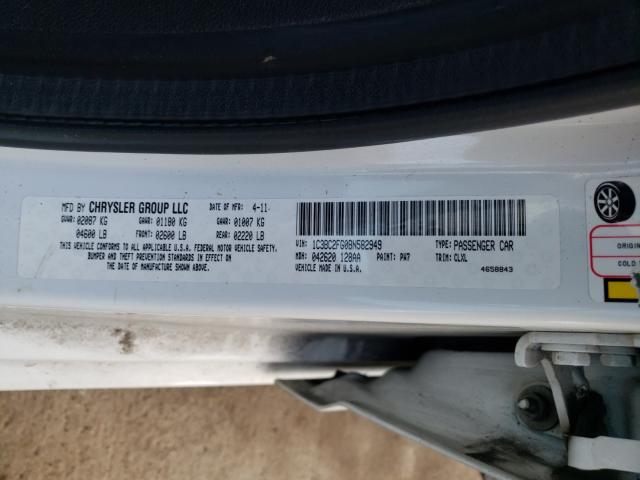 MFD BY CHRYSLER GROUP LLC DATE OF MFR: 4-11
GVWR: 02087 KG GAWR: 01180 KG GAWR: 01007 KG
04600 LB FRONT: 02600 LB REAR: 02220 LB
THIS VEHICLE CONFORMS TO ALL APPLICABLE U.S.A. FEDERAL MOTOR VEHICLE SAFETY,
BUMPER AND THEFT PREVENTION STANDARDS IN EFFECT ON
THE DATE OF MANUFACTURE SHOWN ABOVE.
VIN: 1C3BC2FG0BN502949 TYPE: PASSENGER CAR
MDH: 042620 128AA PAINT: PW7 TRIM: CLXL
VEHICLE MADE IN U.S.A. 4658843
ORIGIN
COLD